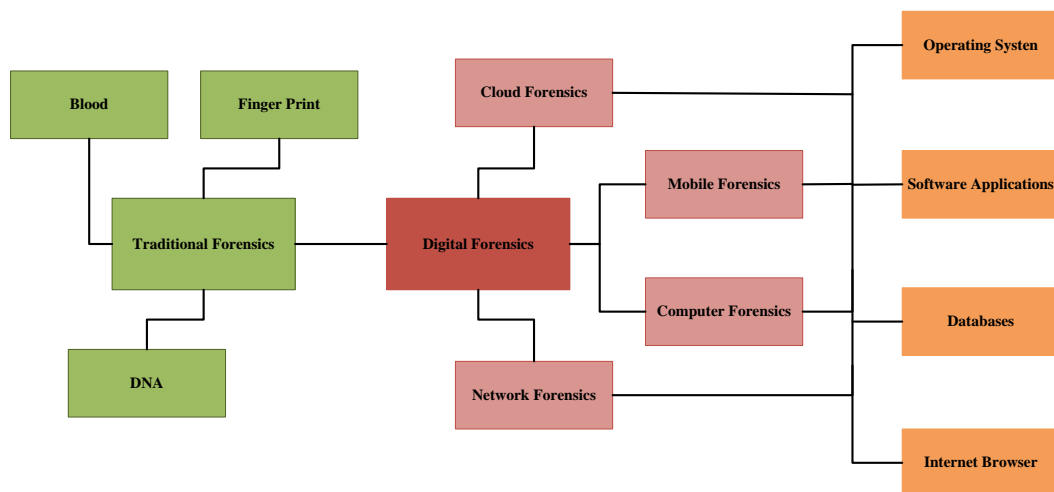 Blood
Finger Print
Traditional Forensics
DNA
Cloud Forensics
Digital Forensics
Mobile Forensics
Computer Forensics
Network Forensics
Operating Systen
Software Applications
Databases
Internet Browser